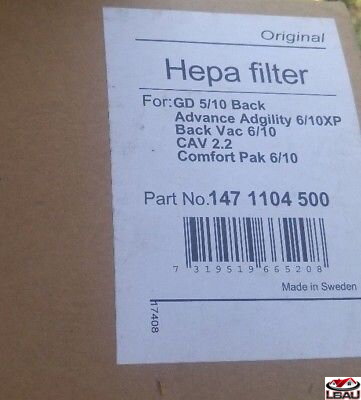 Original
Hepa filter
For: GD 5/10 Back
Advance Adgility 6/10XP
Back Vac 6/10
CAV 2.2
Comfort Pak 6/10
Part No. 147 1104 500
7 319519 665208
Made in Sweden
17408
LBAU